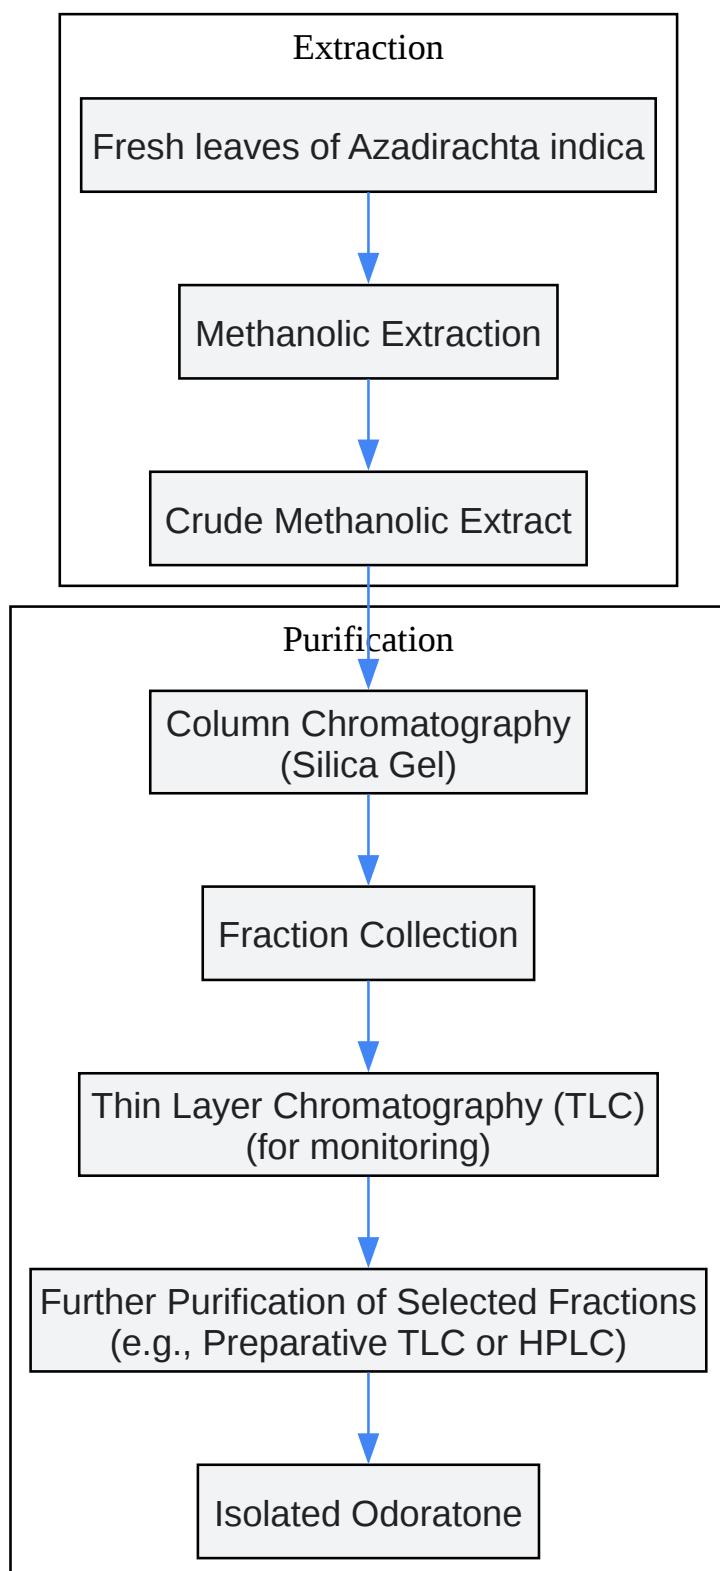 Extraction
Fresh leaves of Azadirachta indica
Methanolic Extraction
Crude Methanolic Extract
Purification
Column Chromatography
(Silica Gel)
Fraction Collection
Thin Layer Chromatography (TLC)
(for monitoring)
Further Purification of Selected Fractions
(e.g., Preparative TLC or HPLC)
Isolated Odoratone